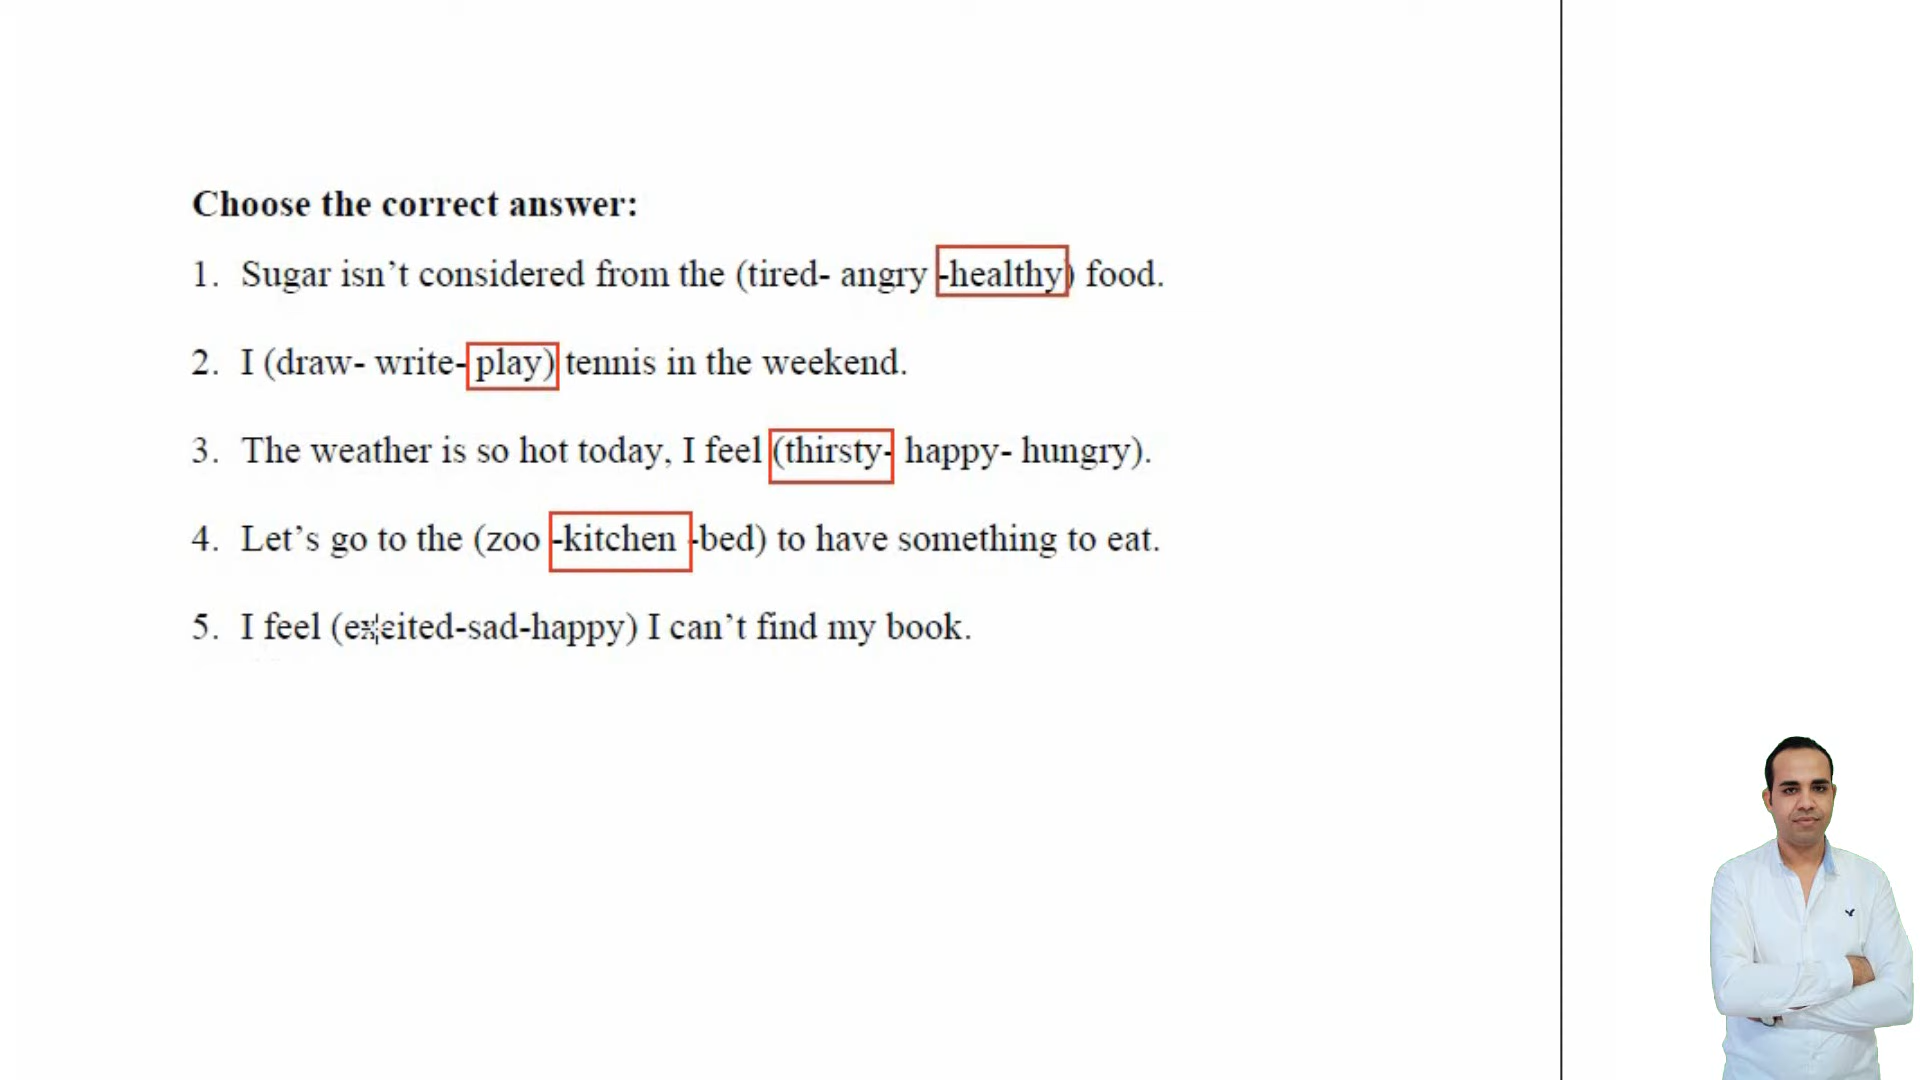 Choose the correct answer:
1. Sugar isn’t considered from the (tired- angry -healthy) food.
2. I (draw- write- play) tennis in the weekend.
3. The weather is so hot today, I feel (thirsty- happy- hungry).
4. Let’s go to the (zoo -kitchen -bed) to have something to eat.
5. I feel (excited-sad-happy) I can’t find my book.